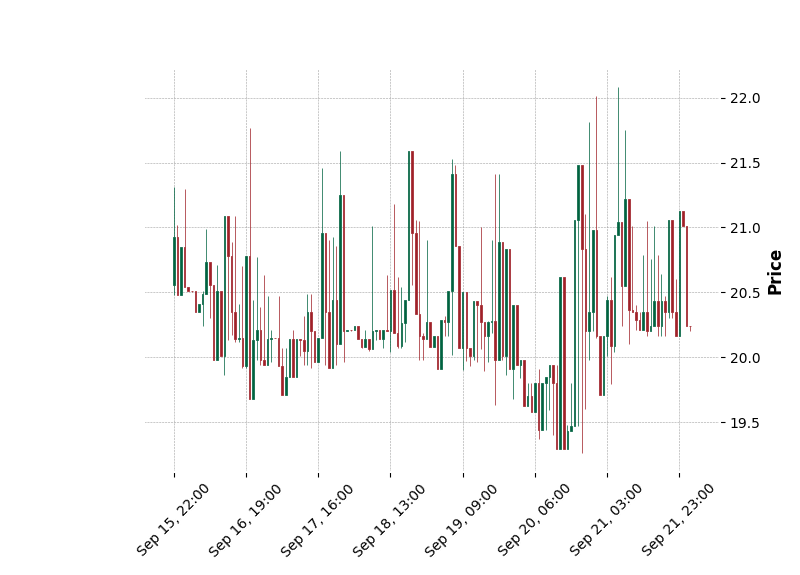 22.0
21.5
21.0
20.5
20.0
19.5
Price
Sep 15, 22:00
Sep 16, 19:00
Sep 17, 16:00
Sep 18, 13:00
Sep 19, 09:00
Sep 20, 06:00
Sep 21, 03:00
Sep 21, 23:00